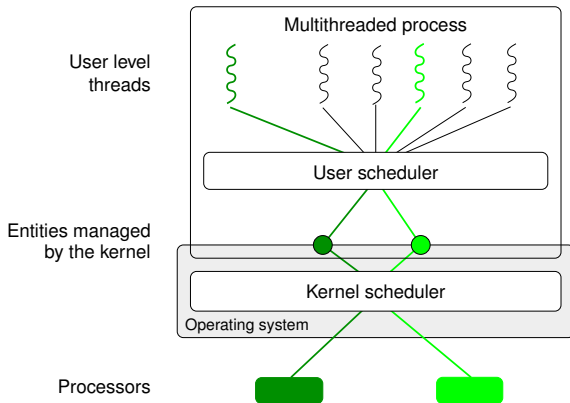 Multithreaded process
User level
threads
User scheduler
Entities managed
by the kernel
Kernel scheduler
Operating system
Processors